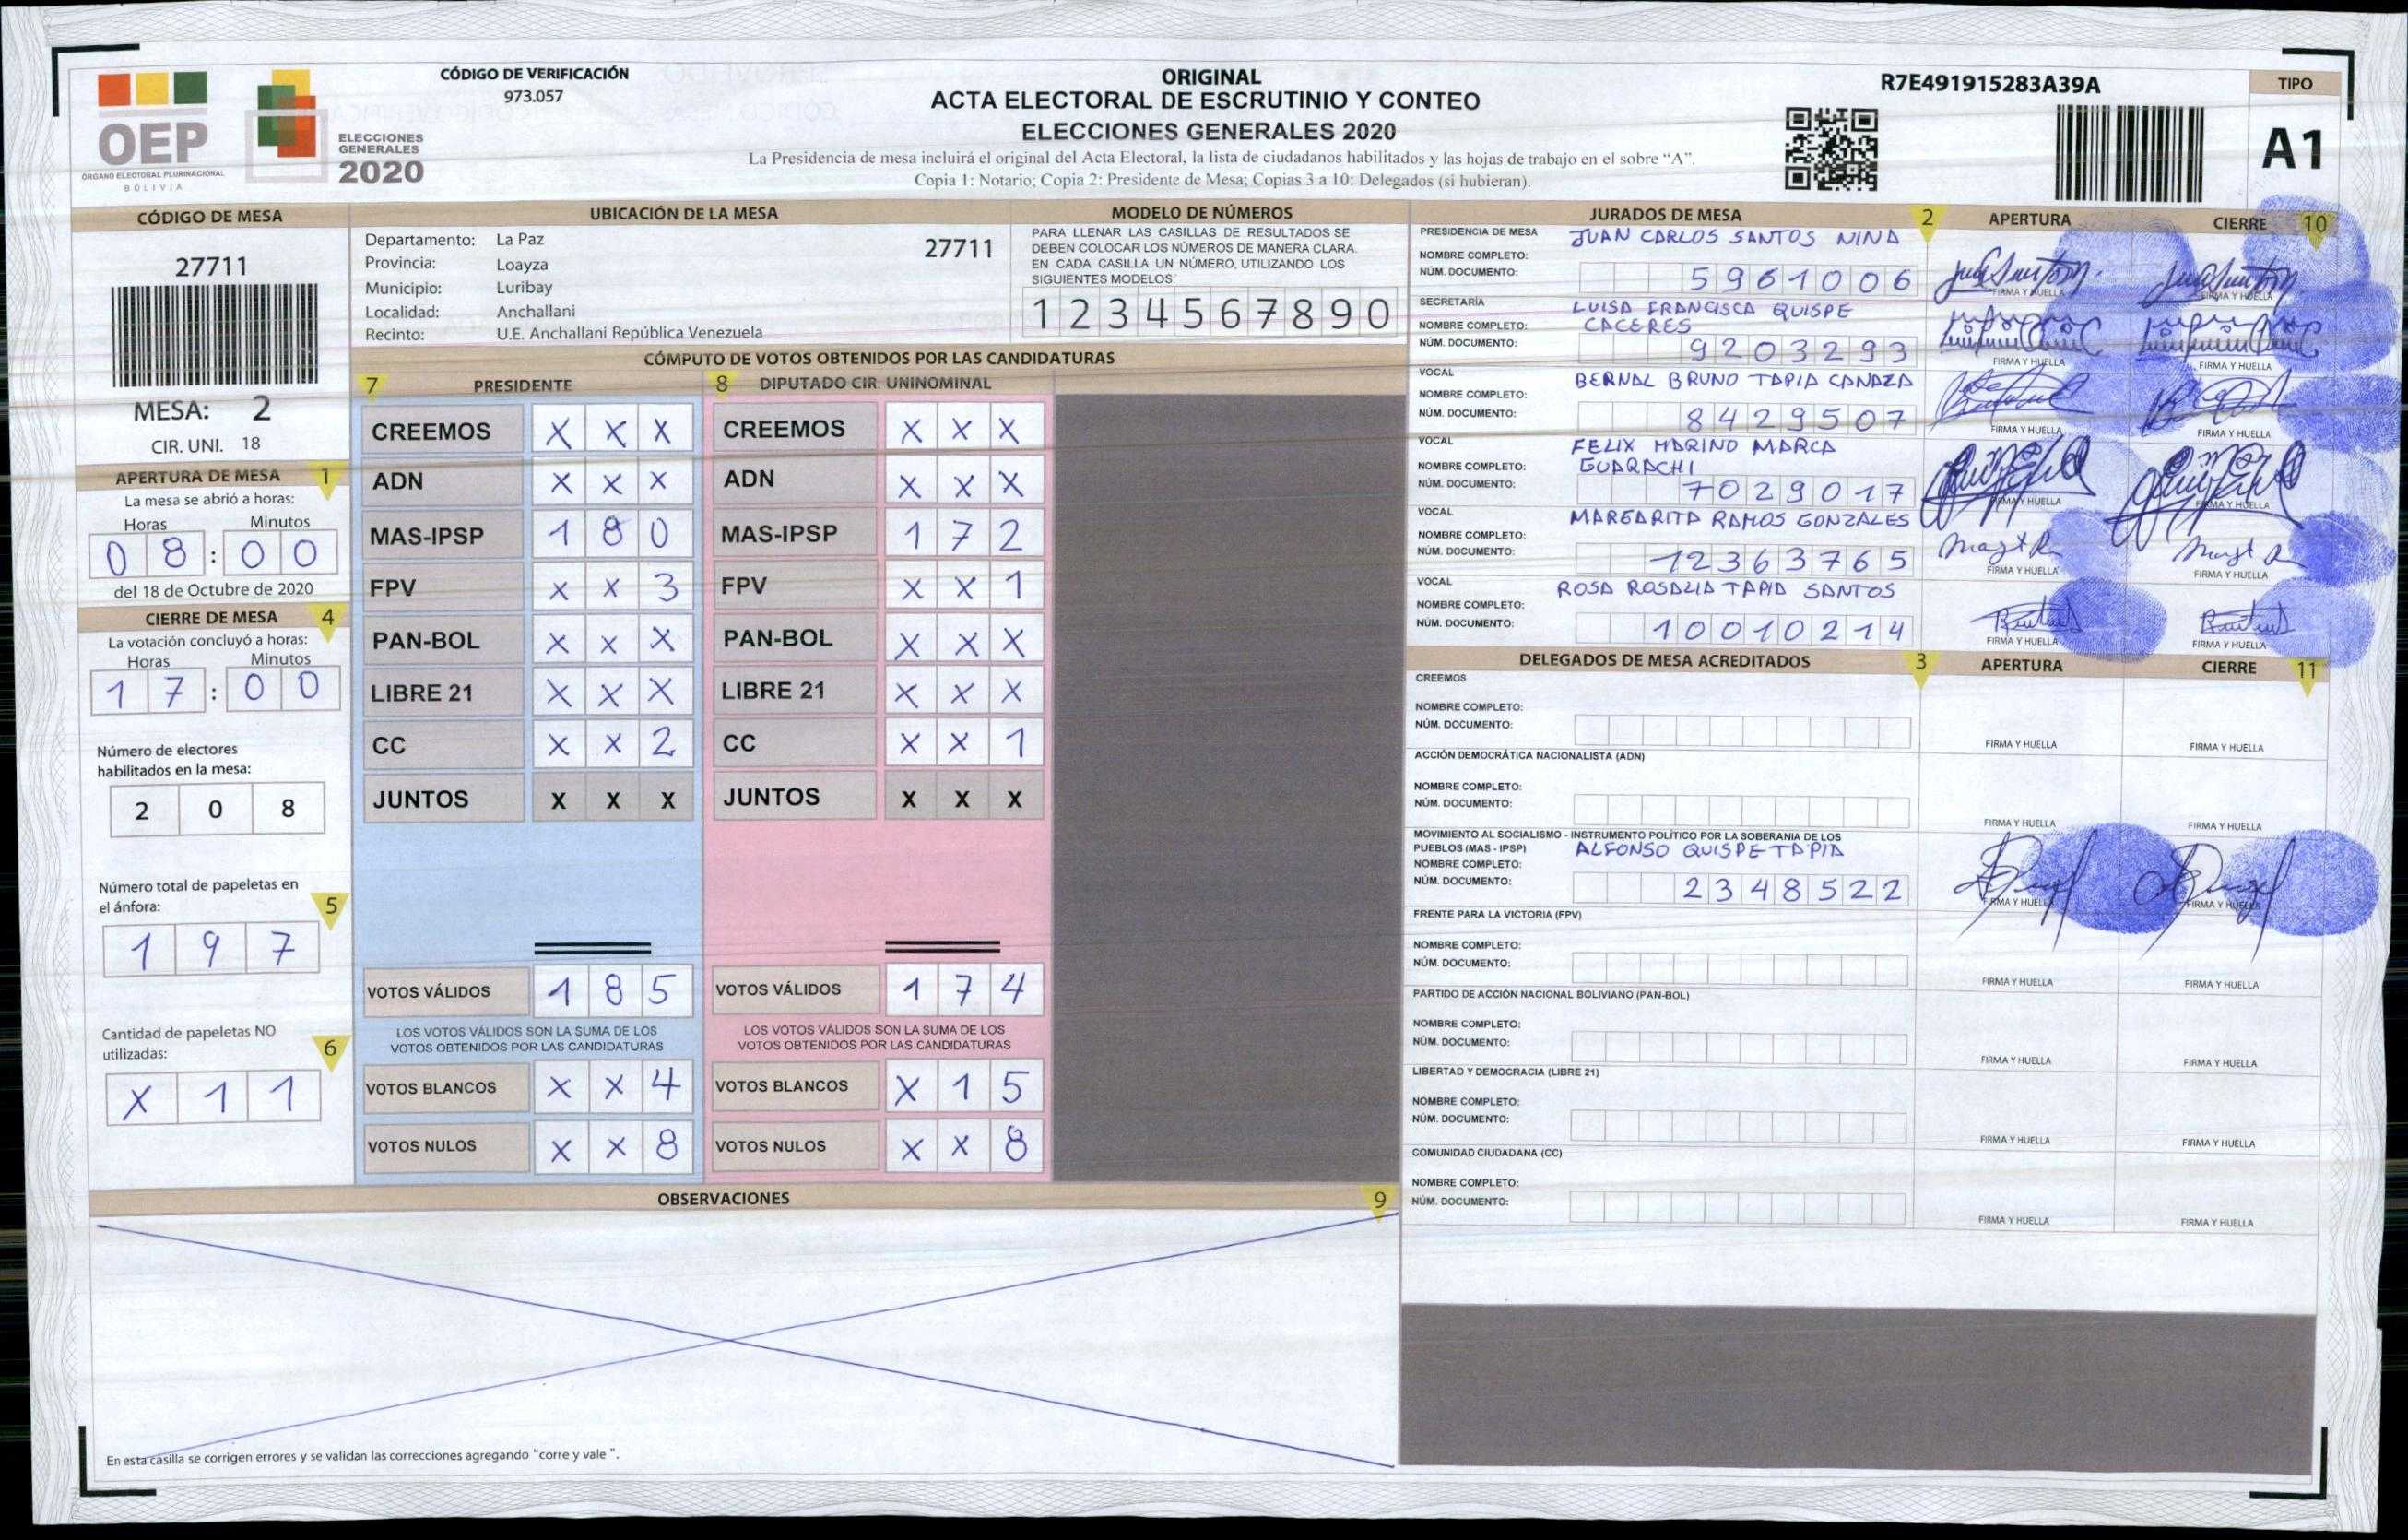 OEP
ÓRGANO ELECTORAL PLURINACIONAL
BOLIVIA
ELECCIONES
GENERALES
2020
CÓDIGO DE VERIFICACIÓN
973.057
ORIGINAL
ACTA ELECTORAL DE ESCRUTINIO Y CONTEO
ELECCIONES GENERALES 2020
La Presidencia de mesa incluirá el original del Acta Electoral, la lista de ciudadanos habilitados y las hojas de trabajo en el sobre “A”.
Copia 1: Notario; Copia 2: Presidente de Mesa; Copias 3 a 10: Delegados (si hubieran).
R7E491915283A39A
TIPO
A1
CÓDIGO DE MESA
27711
MESA: 2
CIR. UNI. 18
APERTURA DE MESA 1
La mesa se abrió a horas:
Horas Minutos
0 8 : 0 0
del 18 de Octubre de 2020
CIERRE DE MESA 4
La votación concluyó a horas:
Horas Minutos
1 7 : 0 0
Número de electores
habilitados en la mesa:
2 0 8
Número total de papeletas en
el ánfora: 5
1 9 7
Cantidad de papeletas NO
utilizadas: 6
X 1 1
UBICACIÓN DE LA MESA
Departamento: La Paz 27711
Provincia: Loayza
Municipio: Luribay
Localidad: Anchallani
Recinto: U.E. Anchallani República Venezuela
MODELO DE NÚMEROS
PARA LLENAR LAS CASILLAS DE RESULTADOS SE
DEBEN COLOCAR LOS NÚMEROS DE MANERA CLARA.
EN CADA CASILLA UN NÚMERO, UTILIZANDO LOS
SIGUIENTES MODELOS
1 2 3 4 5 6 7 8 9 0
CÓMPUTO DE VOTOS OBTENIDOS POR LAS CANDIDATURAS
7 PRESIDENTE 8 DIPUTADO CIR. UNINOMINAL
CREEMOS X X X CREEMOS X X X
ADN X X X ADN X X X
MAS-IPSP 1 8 0 MAS-IPSP 1 7 2
FPV X X 3 FPV X X 1
PAN-BOL X X X PAN-BOL X X X
LIBRE 21 X X X LIBRE 21 X X X
CC X X 2 CC X X 1
JUNTOS X X X JUNTOS X X X
VOTOS VÁLIDOS 1 8 5 VOTOS VÁLIDOS 1 7 4
LOS VOTOS VÁLIDOS SON LA SUMA DE LOS LOS VOTOS VÁLIDOS SON LA SUMA DE LOS
VOTOS OBTENIDOS POR LAS CANDIDATURAS VOTOS OBTENIDOS POR LAS CANDIDATURAS
VOTOS BLANCOS X X 4 VOTOS BLANCOS X 1 5
VOTOS NULOS X X 8 VOTOS NULOS X X 8
OBSERVACIONES 9
En esta casilla se corrigen errores y se validan las correcciones agregando “corre y vale ”.
JURADOS DE MESA 2 APERTURA CIERRE 10
PRESIDENCIA DE MESA JUAN CARLOS SANTOS NINA
NOMBRE COMPLETO:
NÚM. DOCUMENTO: 5961006
FIRMA Y HUELLA FIRMA Y HUELLA
SECRETARÍA LUISA FRANCISCA QUISPE
NOMBRE COMPLETO: CACERES
NÚM. DOCUMENTO: 9203293
FIRMA Y HUELLA FIRMA Y HUELLA
VOCAL BERNAL BRUNO TAPIA CANAZA
NOMBRE COMPLETO:
NÚM. DOCUMENTO: 8429507
FIRMA Y HUELLA FIRMA Y HUELLA
VOCAL FELIX MARINO MARCA
NOMBRE COMPLETO: GUARACHI
NÚM. DOCUMENTO: 7029017
FIRMA Y HUELLA FIRMA Y HUELLA
VOCAL MARGARITA RAMOS GONZALES
NOMBRE COMPLETO:
NÚM. DOCUMENTO: 12363765
FIRMA Y HUELLA FIRMA Y HUELLA
VOCAL ROSA ROSALIA TAPIA SANTOS
NOMBRE COMPLETO:
NÚM. DOCUMENTO: 10010214
FIRMA Y HUELLA FIRMA Y HUELLA
DELEGADOS DE MESA ACREDITADOS 3 APERTURA CIERRE 11
CREEMOS
NOMBRE COMPLETO:
NÚM. DOCUMENTO:
FIRMA Y HUELLA FIRMA Y HUELLA
ACCIÓN DEMOCRÁTICA NACIONALISTA (ADN)
NOMBRE COMPLETO:
NÚM. DOCUMENTO:
FIRMA Y HUELLA FIRMA Y HUELLA
MOVIMIENTO AL SOCIALISMO - INSTRUMENTO POLÍTICO POR LA SOBERANIA DE LOS
PUEBLOS (MAS - IPSP) ALFONSO QUISPE TAPIA
NOMBRE COMPLETO:
NÚM. DOCUMENTO: 2348522
FIRMA Y HUELLA FIRMA Y HUELLA
FRENTE PARA LA VICTORIA (FPV)
NOMBRE COMPLETO:
NÚM. DOCUMENTO:
FIRMA Y HUELLA FIRMA Y HUELLA
PARTIDO DE ACCIÓN NACIONAL BOLIVIANO (PAN-BOL)
NOMBRE COMPLETO:
NÚM. DOCUMENTO:
FIRMA Y HUELLA FIRMA Y HUELLA
LIBERTAD Y DEMOCRACIA (LIBRE 21)
NOMBRE COMPLETO:
NÚM. DOCUMENTO:
FIRMA Y HUELLA FIRMA Y HUELLA
COMUNIDAD CIUDADANA (CC)
NOMBRE COMPLETO:
NÚM. DOCUMENTO:
FIRMA Y HUELLA FIRMA Y HUELLA